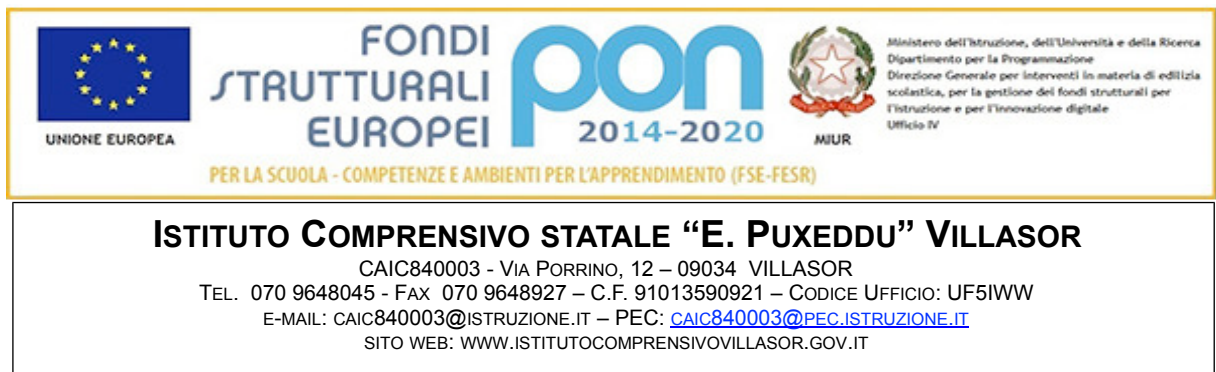 FONDI
STRUTTURALI
EUROPEI
pon
2014-2020
UNIONE EUROPEA
MIUR
Ministero dell'Istruzione, dell'Università e della Ricerca
Dipartimento per la Programmazione
Direzione Generale per interventi in materia di edilizia
scolastica, per la gestione dei fondi strutturali per
l'istruzione e per l'innovazione digitale
Ufficio IV
PER LA SCUOLA - COMPETENZE E AMBIENTI PER L'APPRENDIMENTO (FSE-FESR)
ISTITUTO COMPRENSIVO STATALE “E. PUXEDDU” VILLASOR
CAIC840003 - VIA PORRINO, 12 – 09034 VILLASOR
TEL. 070 9648045 - FAX 070 9648927 – C.F. 91013590921 – CODICE UFFICIO: UF5IWW
E-MAIL: CAIC840003@ISTRUZIONE.IT – PEC: CAIC840003@PEC.ISTRUZIONE.IT
SITO WEB: WWW.ISTITUTOCOMPRENSIVOVILLASOR.GOV.IT